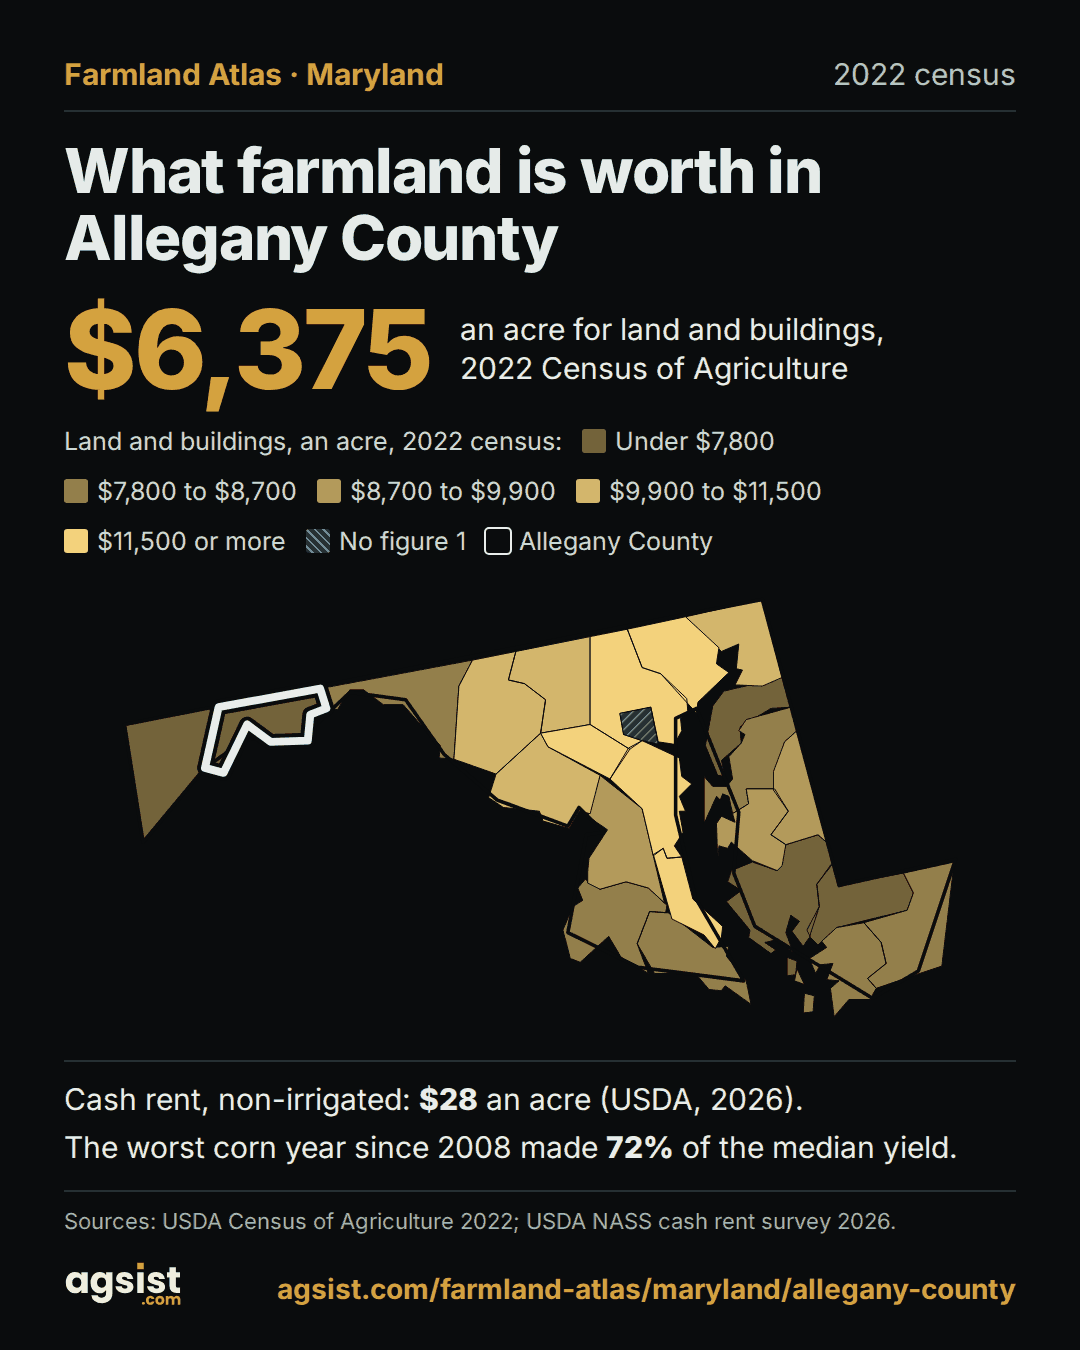 Farmland Atlas · Maryland
2022 census
What farmland is worth in
Allegany County
$6,375
an acre for land and buildings,
2022 Census of Agriculture
Land and buildings, an acre, 2022 census: Under $7,800
$7,800 to $8,700 $8,700 to $9,900 $9,900 to $11,500
$11,500 or more No figure 1 Allegany County
Cash rent, non-irrigated: $28 an acre (USDA, 2026).
The worst corn year since 2008 made 72% of the median yield.
Sources: USDA Census of Agriculture 2022; USDA NASS cash rent survey 2026.
agsist
.com
agsist.com/farmland-atlas/maryland/allegany-county